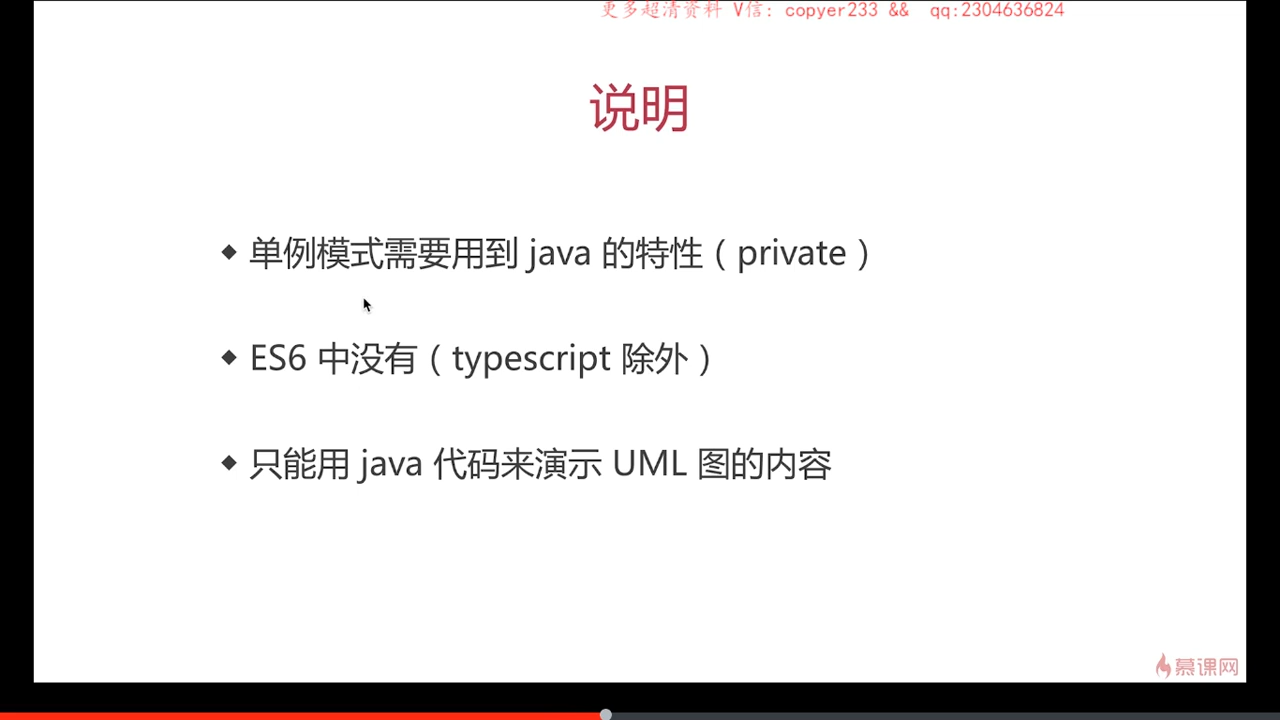 更多超清资料 V信: copyer233 && qq:2304636824
说明
◆ 单例模式需要用到 java 的特性（private）
◆ ES6 中没有（typescript 除外）
◆ 只能用 java 代码来演示 UML 图的内容
慕课网